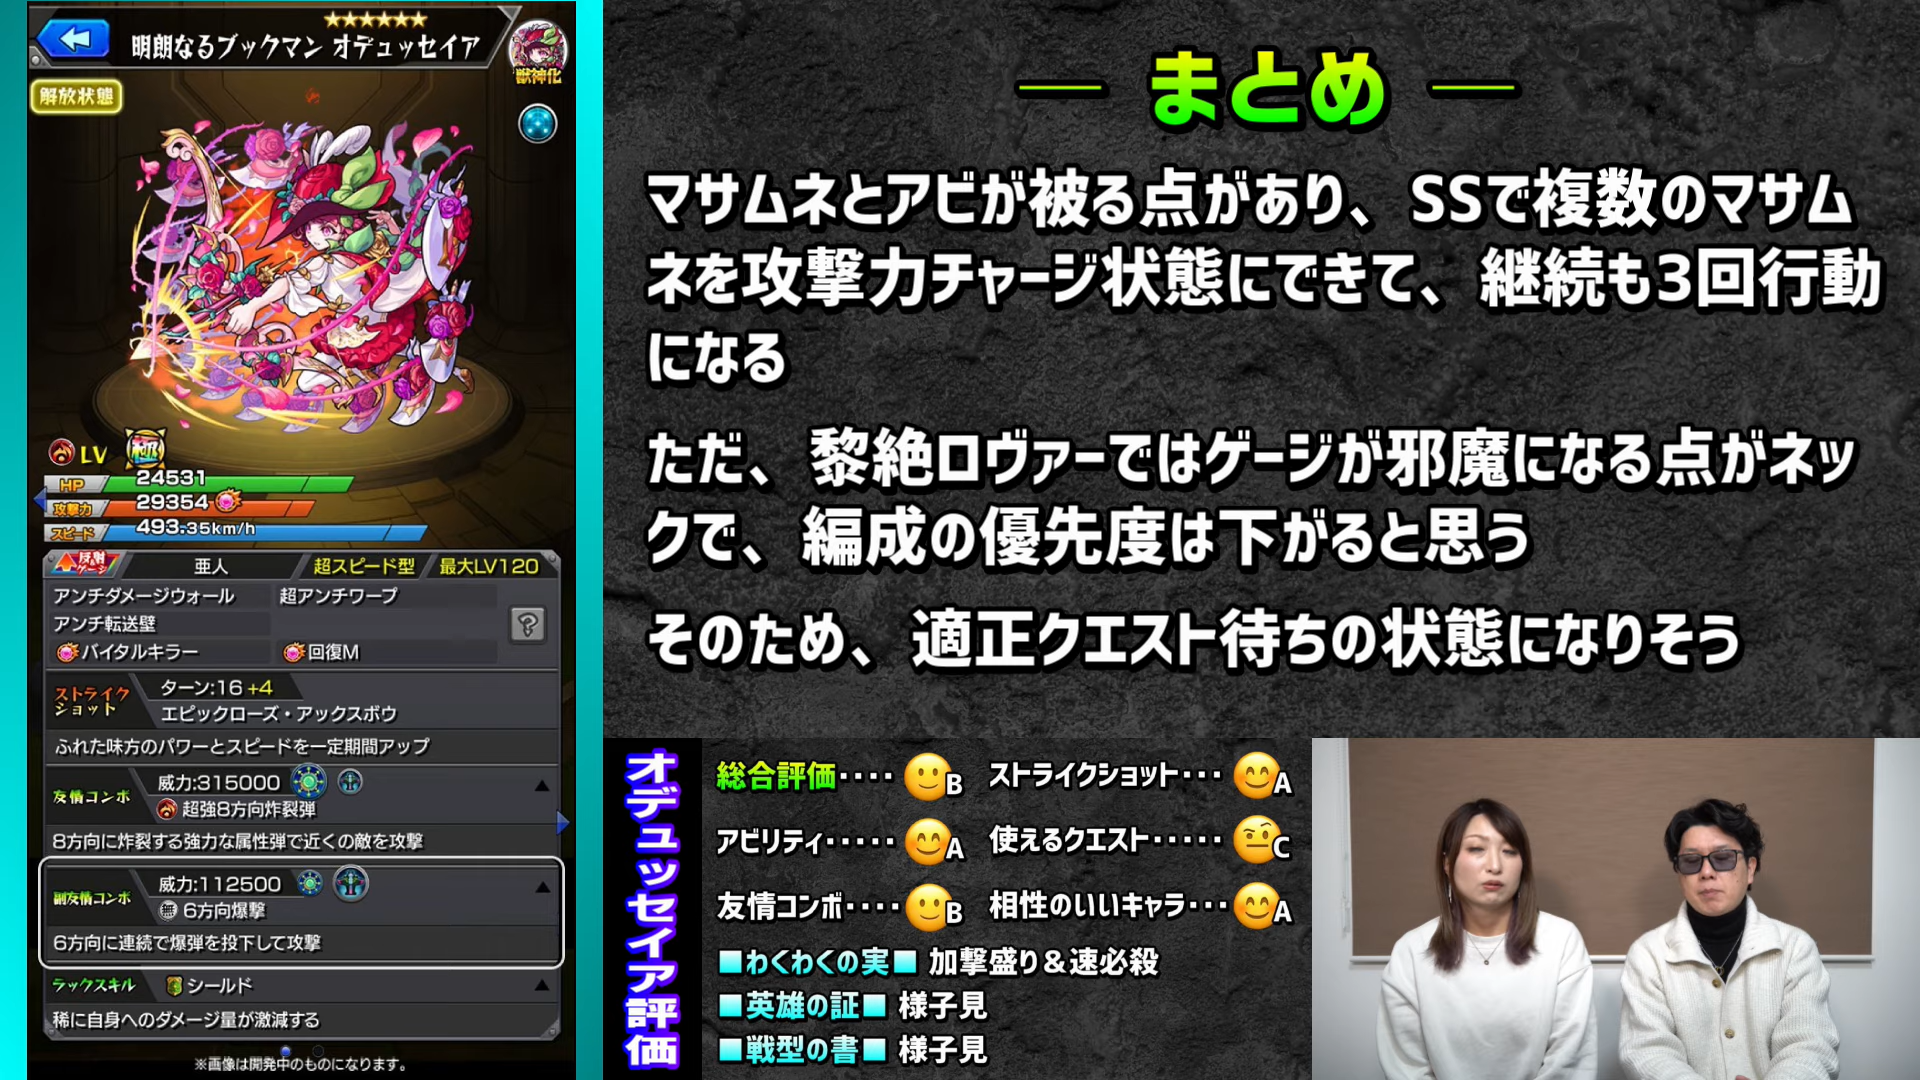 ★★★★★★
明朗なるブックマン オデュッセイア
獣神化
解放状態
LV 極
HP 24531
攻撃力 29354
スピード 493.35km/h
反射 ゲージ 亜人 超スピード型 最大LV120
アンチダメージウォール 超アンチワープ
アンチ転送壁
?
バイタルキラー 回復M
ストライクショット ターン:16 +4
エピックローズ・アックスボウ
ふれた味方のパワーとスピードを一定期間アップ
友情コンボ 威力:315000
超強8方向炸裂弾
8方向に炸裂する強力な属性弾で近くの敵を攻撃
副友情コンボ 威力:112500
無 6方向爆撃
6方向に連続で爆弾を投下して攻撃
ラックスキル シールド
稀に自身へのダメージ量が激減する
※画像は開発中のものになります。
まとめ
マサムネとアビが被る点があり、SSで複数のマサム
ネを攻撃力チャージ状態にできて、継続も3回行動
になる
ただ、黎絶ロヴァーではゲージが邪魔になる点がネッ
クで、編成の優先度は下がると思う
そのため、適正クエスト待ちの状態になりそう
オデュッセイア評価
総合評価････B ストライクショット･･･A
アビリティ･････A 使えるクエスト･････C
友情コンボ････B 相性のいいキャラ･･･A
■わくわくの実■ 加撃盛り＆速必殺
■英雄の証■ 様子見
■戦型の書■ 様子見